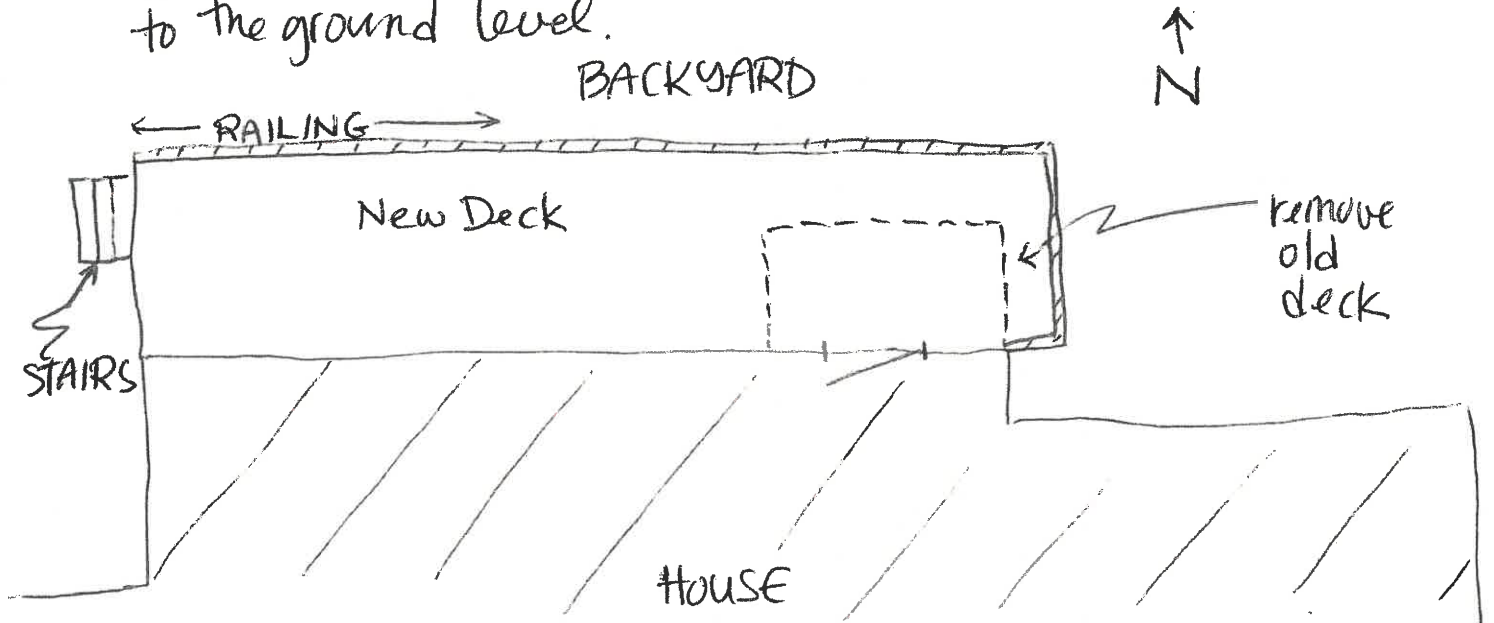 to the ground level.
BACKYARD
N
RAILING
New Deck
remove
old
deck
STAIRS
HOUSE